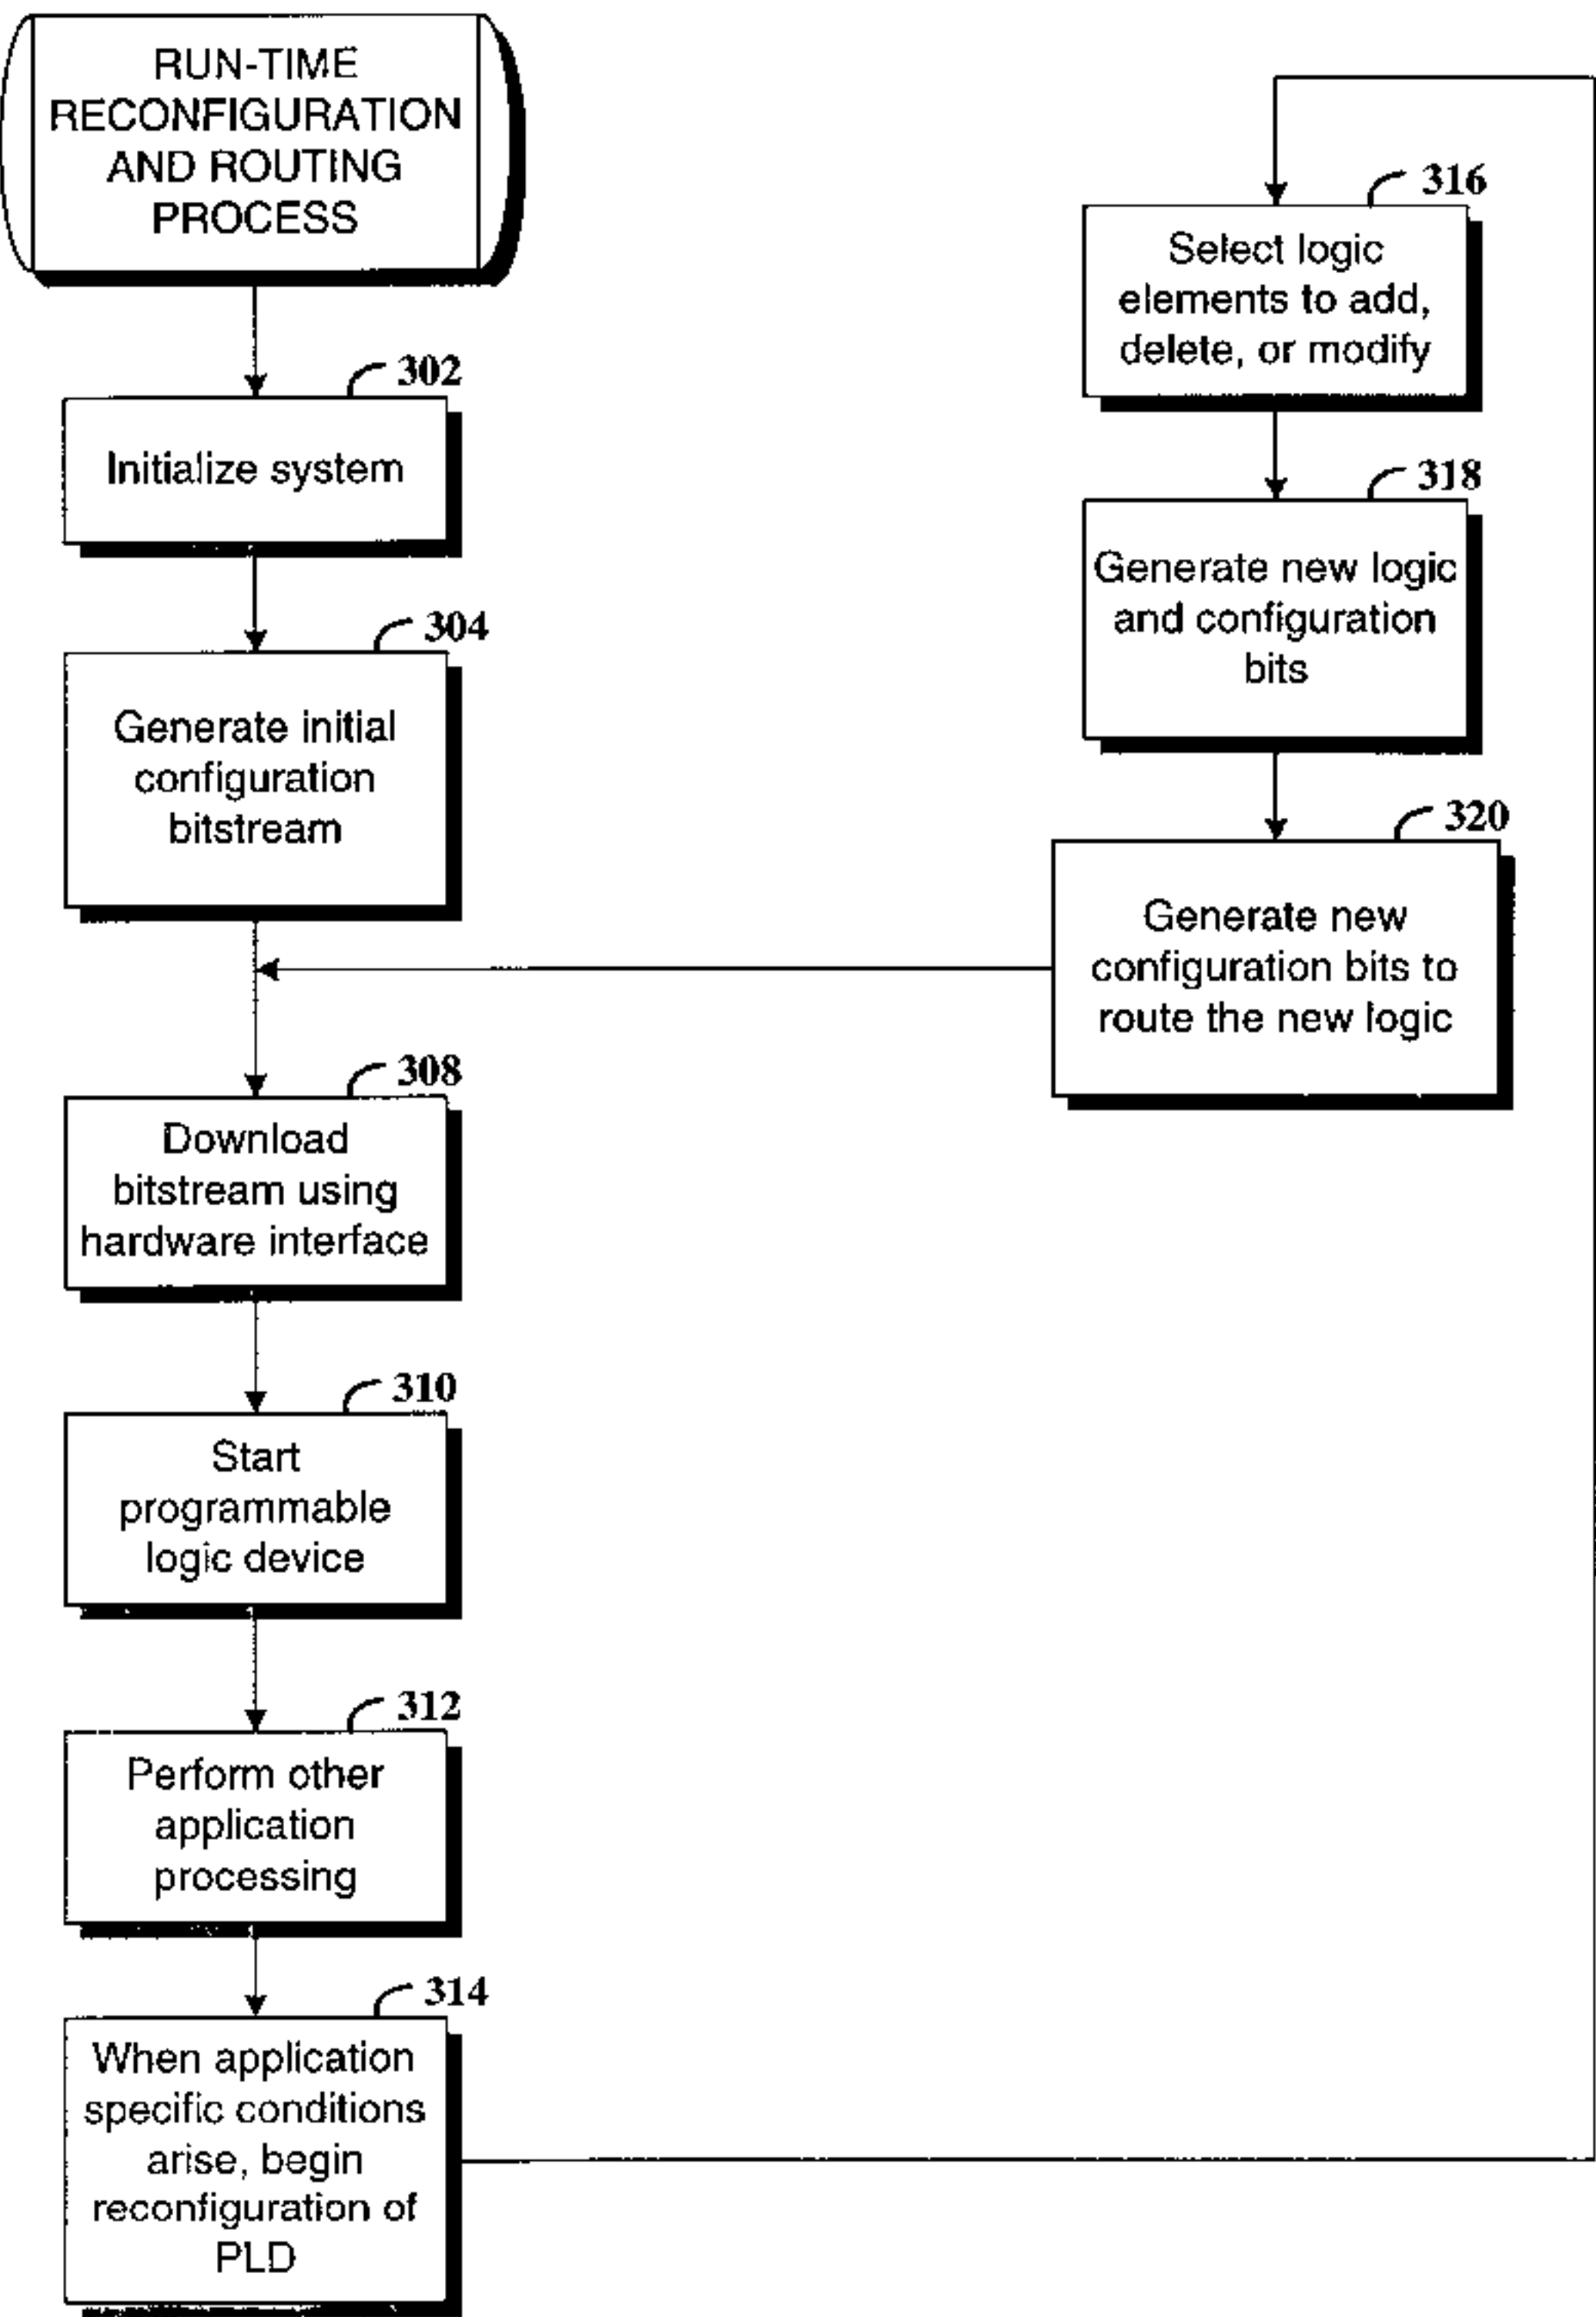 RUN-TIME
RECONFIGURATION
AND ROUTING
PROCESS
302
Initialize system
304
Generate initial
configuration
bitstream
308
Download
bitstream using
hardware interface
310
Start
programmable
logic device
312
Perform other
application
processing
314
When application
specific conditions
arise, begin
reconfiguration of
PLD
316
Select logic
elements to add,
delete, or modify
318
Generate new logic
and configuration
bits
320
Generate new
configuration bits to
route the new logic